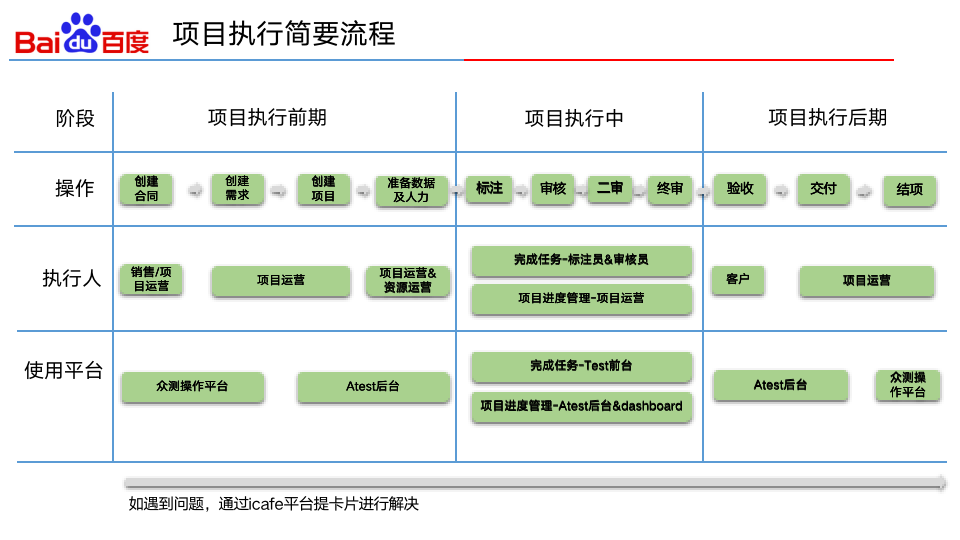 Baidu百度
项目执行简要流程
阶段
项目执行前期
项目执行中
项目执行后期
操作
创建
合同
创建
需求
创建
项目
准备数据
及人力
标注
审核
二审
终审
验收
交付
结项
执行人
销售/项
目运营
项目运营
项目运营&
资源运营
完成任务-标注员&审核员
项目进度管理-项目运营
客户
项目运营
使用平台
众测操作平台
Atest后台
完成任务-Test前台
项目进度管理-Atest后台&dashboard
Atest后台
众测操
作平台
如遇到问题，通过icafe平台提卡片进行解决